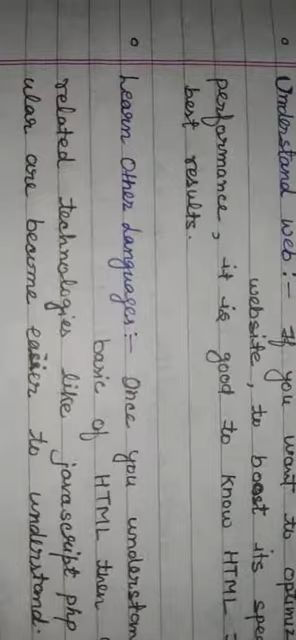 Understand web:- If you want to optimi
website, to boost its spe
performance, it is good to know HTML
best results.
Learn Other Languages:- Once you understan
basic of HTML then
related technologies like javascript php
ular are become easier to understand.